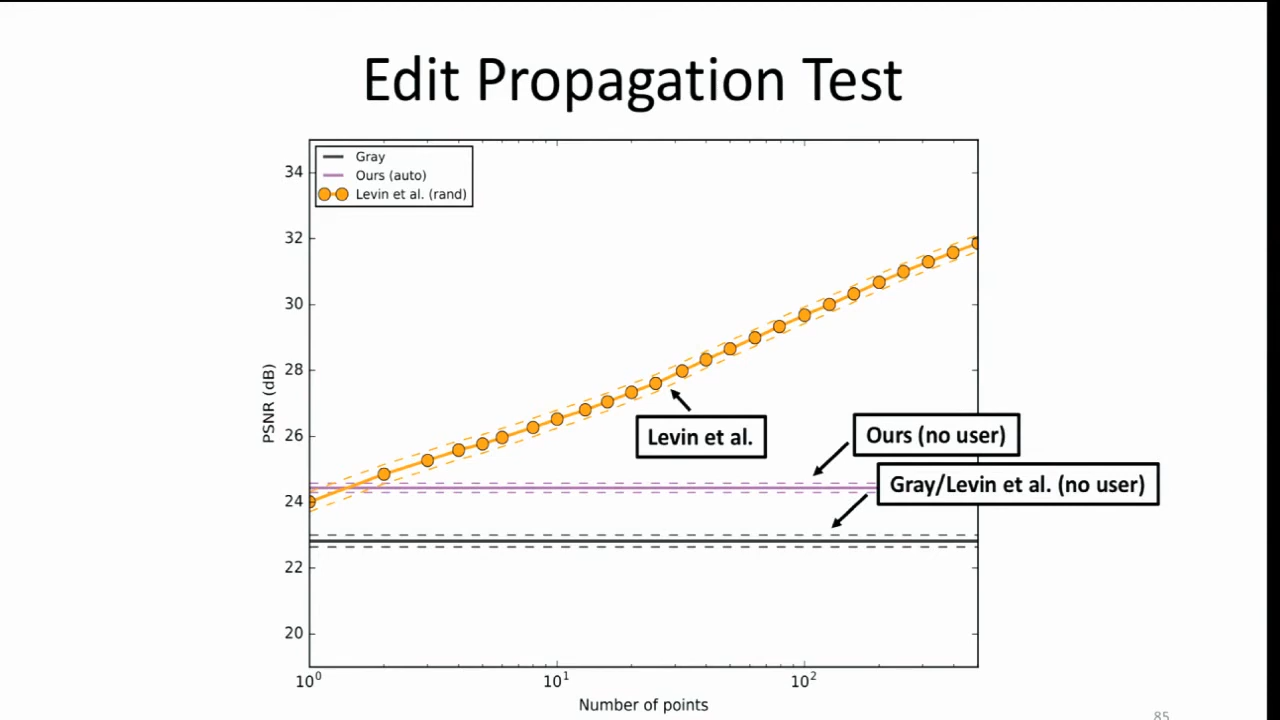 Edit Propagation Test
Gray
Ours (auto)
Levin et al. (rand)
34
32
30
28
26
24
22
20
PSNR (dB)
Levin et al.
Ours (no user)
Gray/Levin et al. (no user)
10⁰
10¹
10²
Number of points
85